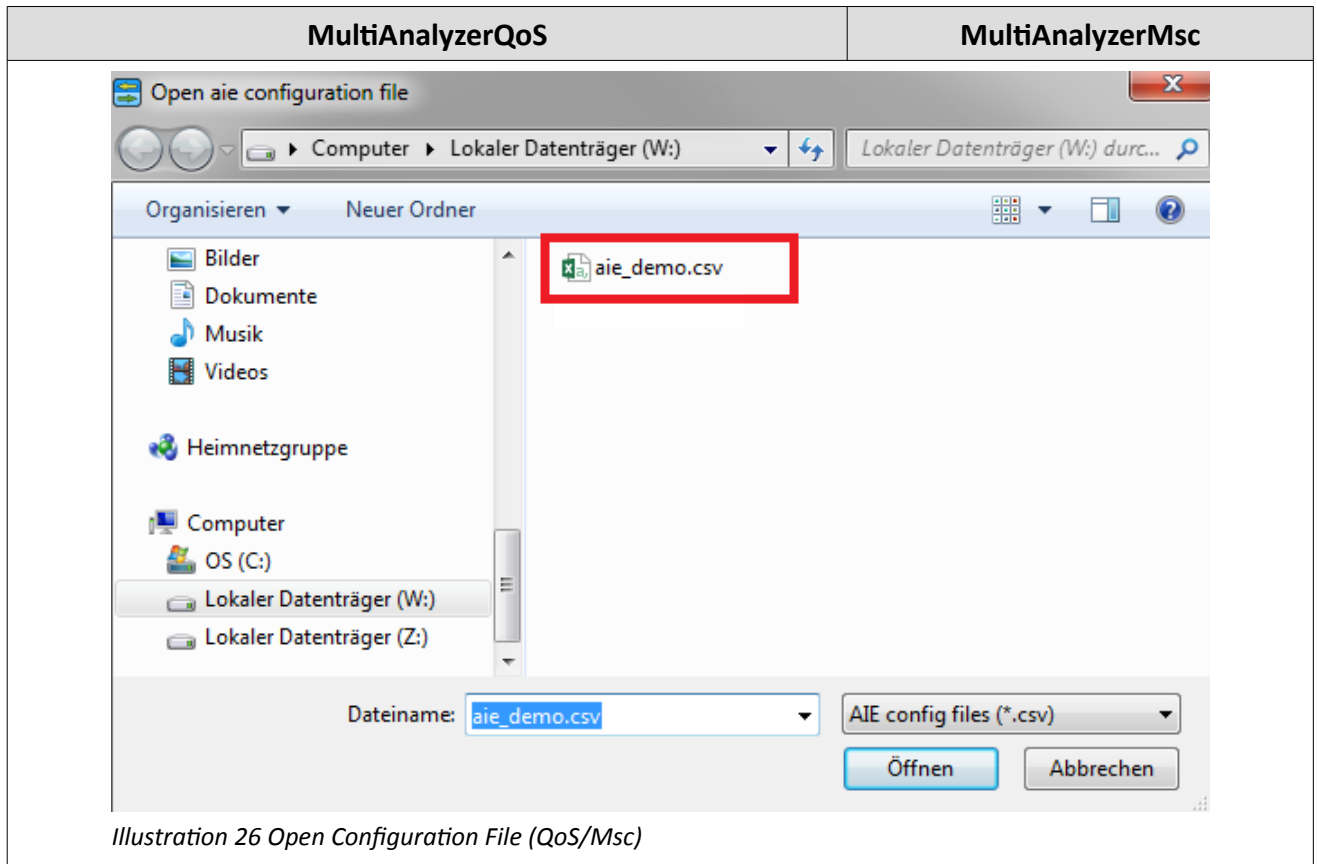 MultiAnalyzerQoS MultiAnalyzerMsc
Open aie configuration file
Computer Lokaler Datenträger (W:) Lokaler Datenträger (W:) durc...
Organisieren Neuer Ordner
Bilder
aie_demo.csv
Dokumente
Musik
Videos
Heimnetzgruppe
Computer
OS (C:)
Lokaler Datenträger (W:)
Lokaler Datenträger (Z:)
Dateiname: aie_demo.csv AIE config files (*.csv)
Öffnen Abbrechen
Illustration 26 Open Configuration File (QoS/Msc)